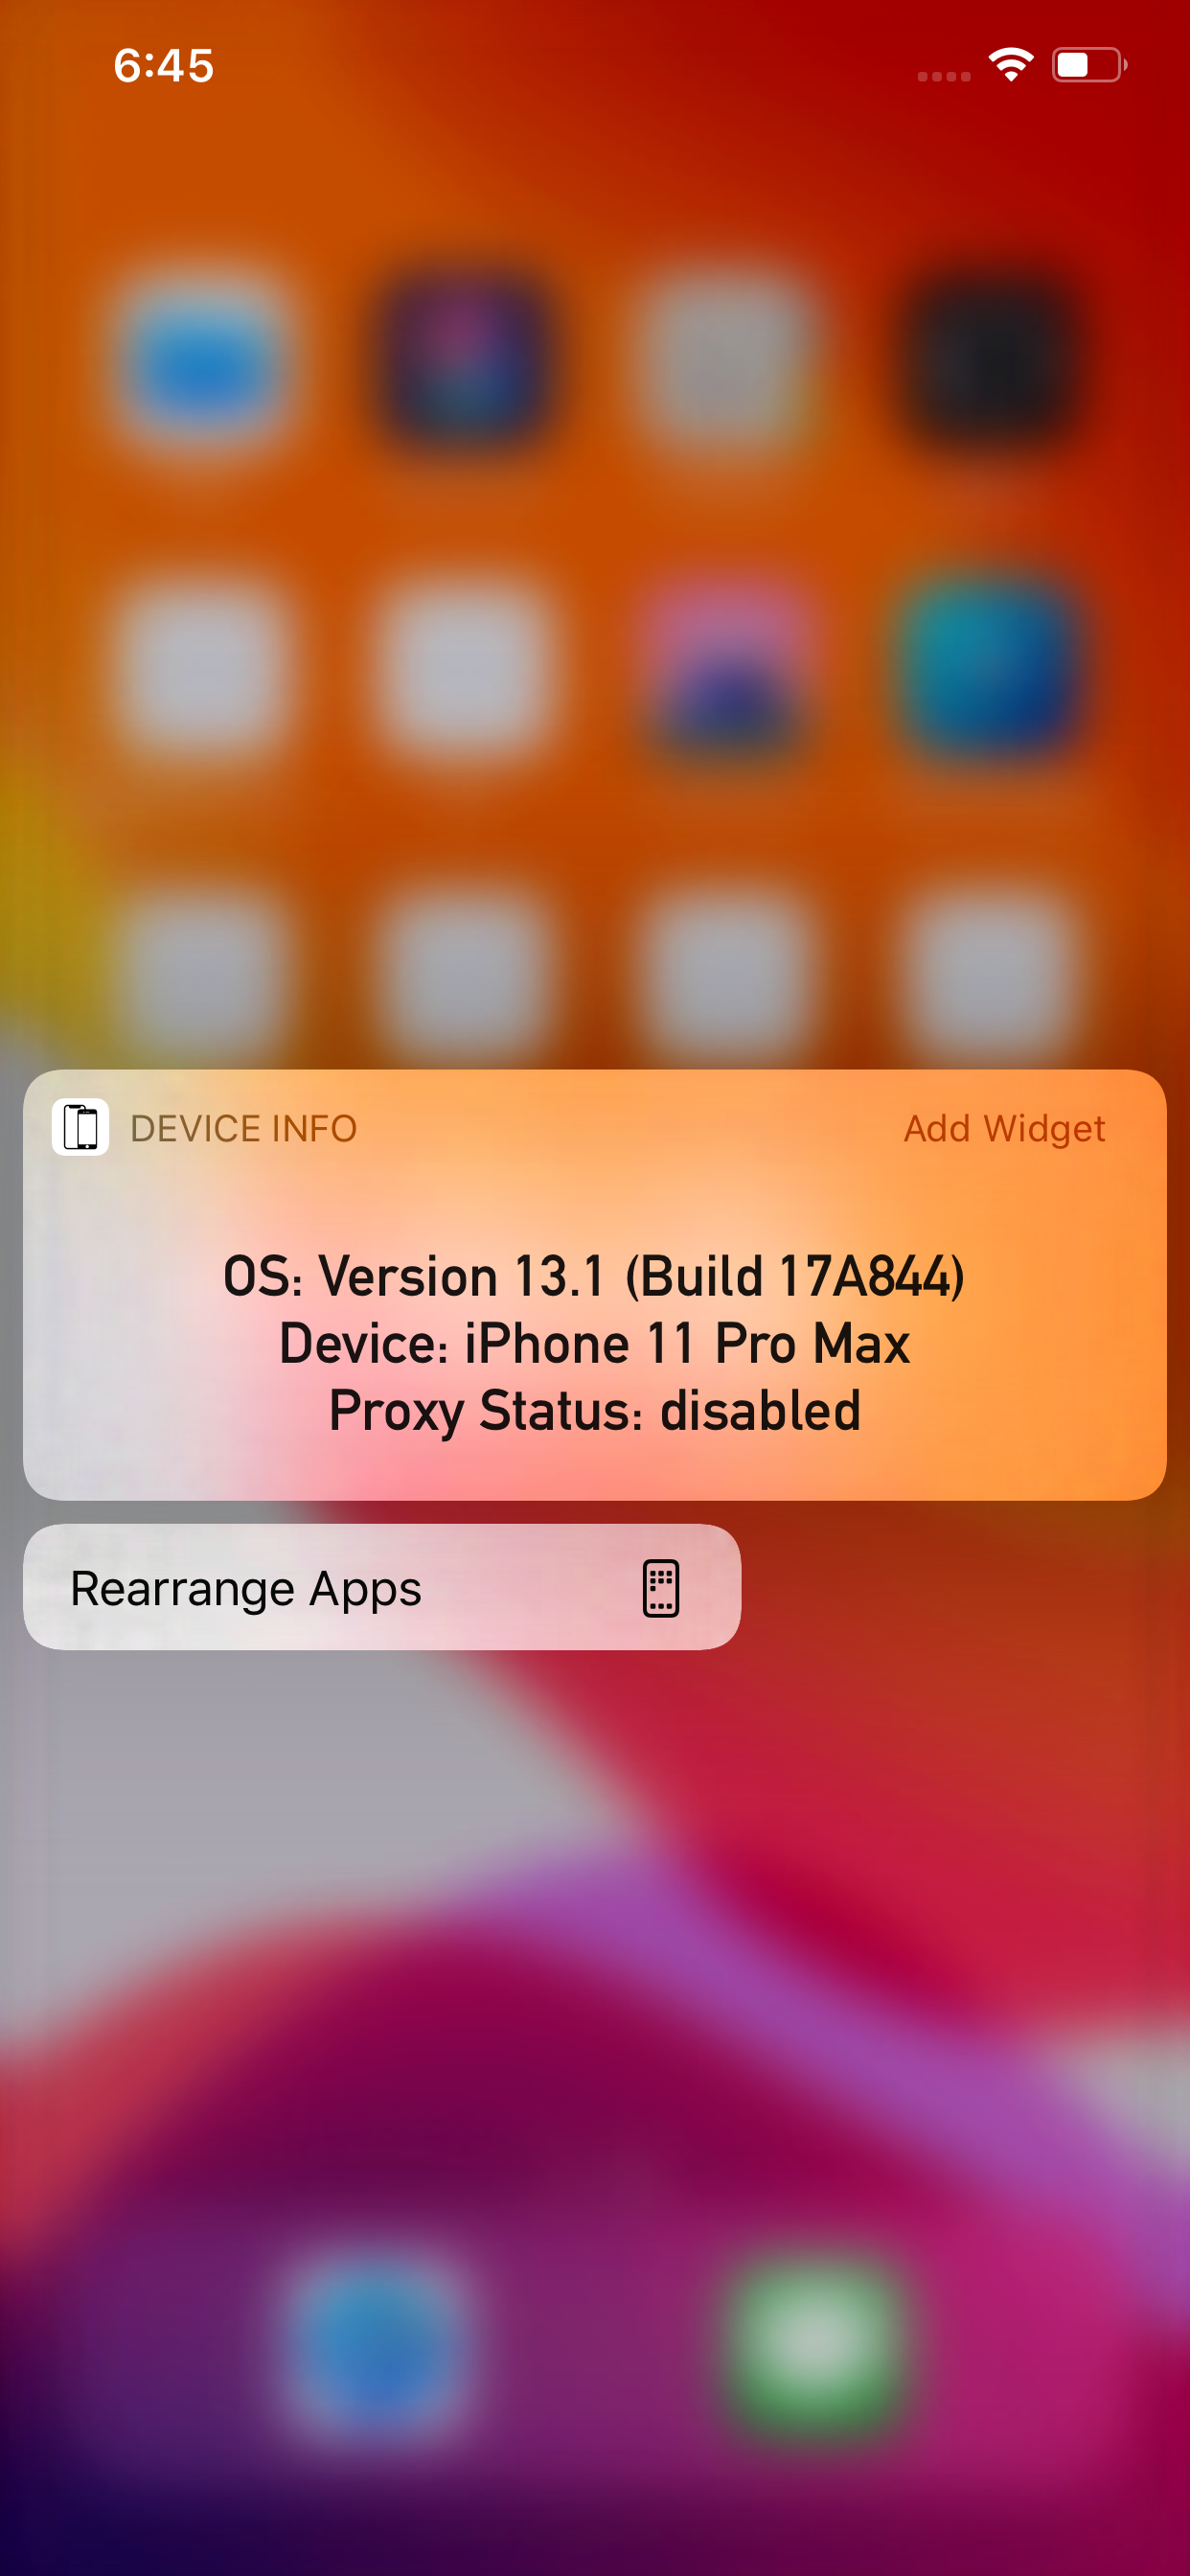 6:45
DEVICE INFO
Add Widget
OS: Version 13.1 (Build 17A844)
Device: iPhone 11 Pro Max
Proxy Status: disabled
Rearrange Apps